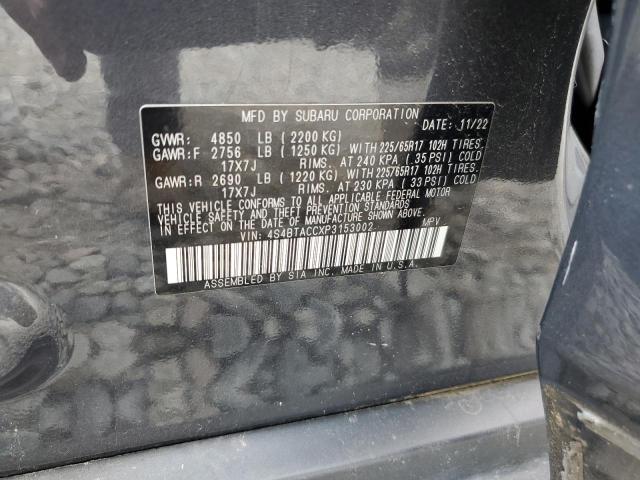 MFD BY SUBARU CORPORATION
DATE: 11/22
GVWR: 4850 LB (2200 KG)
GAWR:F 2756 LB (1250 KG) WITH 225/65R17 102H TIRES.
17X7J RIMS. AT 240 KPA (35 PSI) COLD
GAWR:R 2690 LB (1220 KG) WITH 225/65R17 102H TIRES.
17X7J RIMS. AT 230 KPA (33 PSI) COLD
THIS VEHICLE CONFORMS TO ALL APPLICABLE FEDERAL MOTOR
VEHICLE SAFETY AND THEFT PREVENTION STANDARDS
IN EFFECT ON THE DATE OF MANUFACTURE SHOWN ABOVE.
VIN: 4S4BTACCXP3153002 MPV
ASSEMBLED BY SIA INC. MADE IN U.S.A.